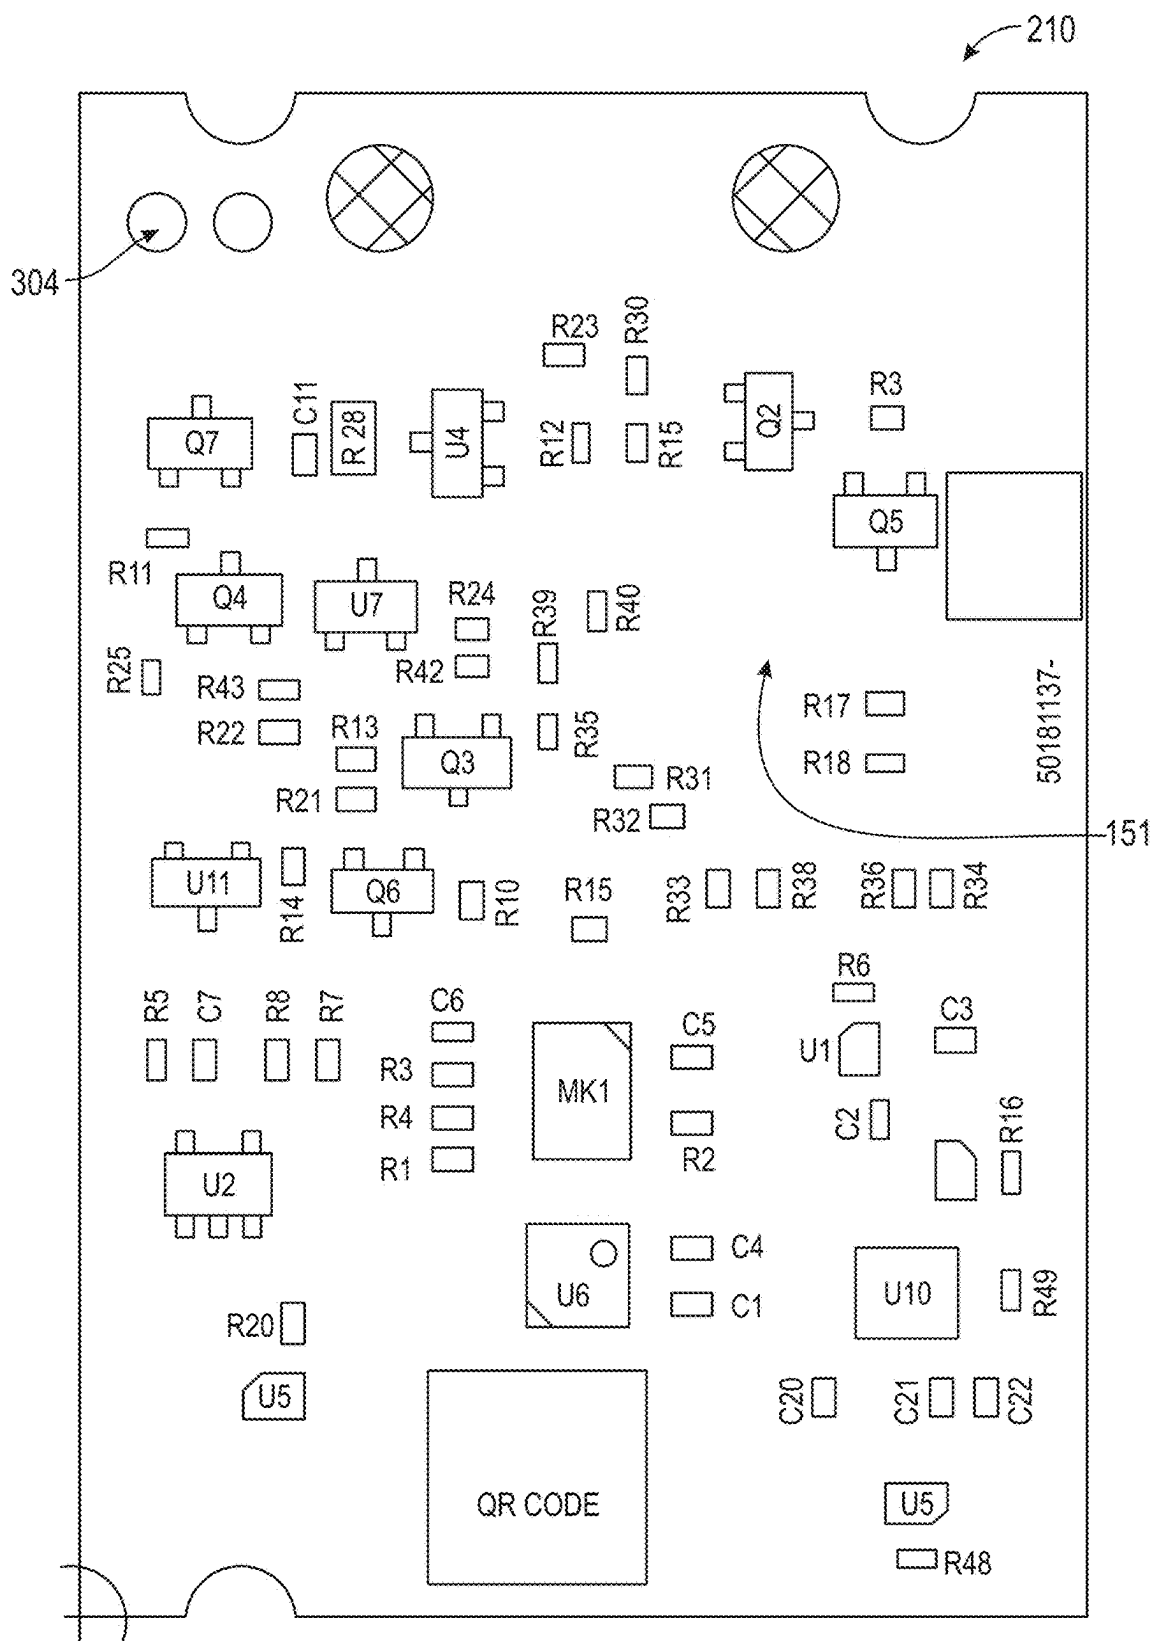 210
304
R23
R30
R3
C11
R 28
Q7
U4
R12
R15
Q2
Q5
R11
Q4
U7
R24
R39
R40
R25
R43
R42
R22
R13
Q3
R35
R17
50181137-
R21
R31
R18
R32
151
U11
R14
Q6
R10
R15
R33
R38
R36
R34
R6
R5
C7
R8
R7
C6
C5
U1
C3
R3
MK1
R4
C2
R16
R1
R2
U2
C4
U6
C1
U10
R49
R20
U5
C20
C21
C22
QR CODE
U5
R48